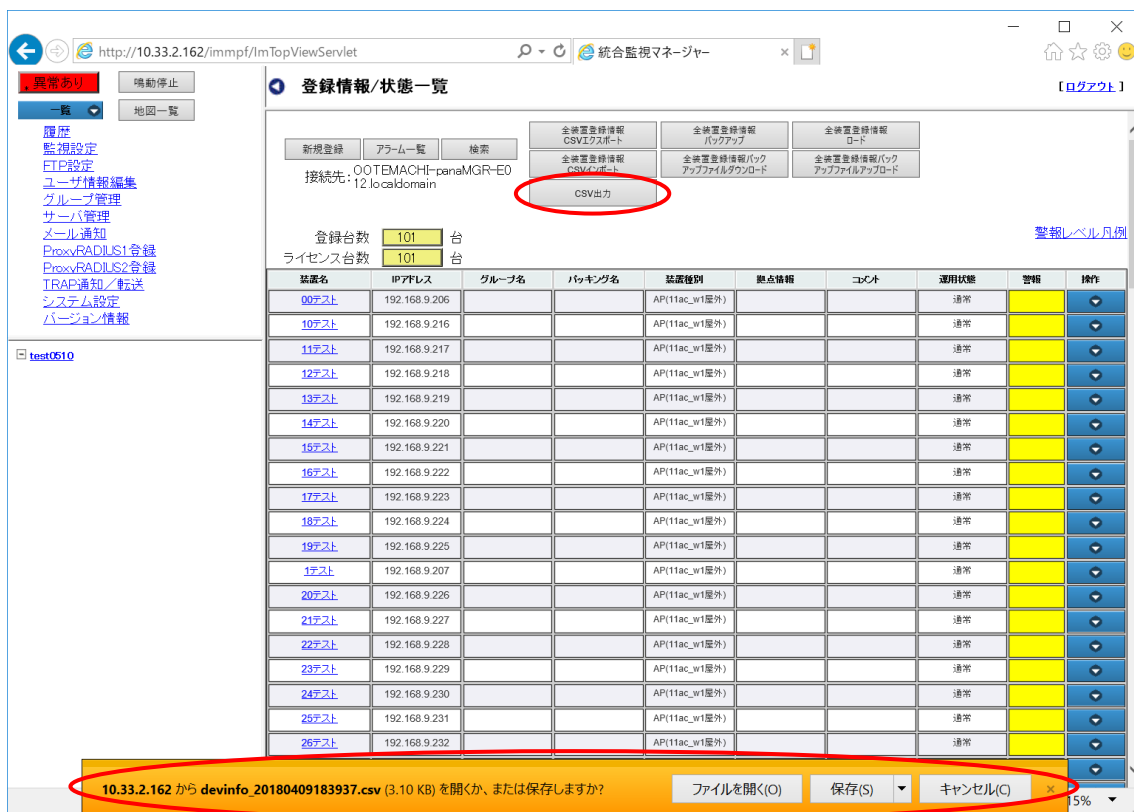 http://10.33.2.162/immpf/ImTopViewServlet
統合監視マネージャー
異常あり
鳴動停止
一覧
地図一覧
履歴
監視設定
FTP設定
ユーザ情報編集
グループ管理
サーバ管理
メール通知
ProxyRADIUS1登録
ProxyRADIUS2登録
TRAP通知／転送
システム設定
バージョン情報
test0510
登録情報/状態一覧
[ログアウト]
新規登録 アラーム一覧 検索
接続先: OOTEMACHI-panaMGR-E0
12.localdomain
全装置登録情報
CSVエクスポート
全装置登録情報
バックアップ
全装置登録情報
ロード
全装置登録情報
CSVインポート
全装置登録情報バック
アップファイルダウンロード
全装置登録情報バック
アップファイルアップロード
CSV出力
登録台数 101 台
ライセンス台数 101 台
警報レベル凡例
装置名 IPアドレス グループ名 パッキング名 装置種別 拠点情報 コメント 運用状態 警報 操作
00テスト 192.168.9.206 AP(11ac_w1屋外) 通常
10テスト 192.168.9.216 AP(11ac_w1屋外) 通常
11テスト 192.168.9.217 AP(11ac_w1屋外) 通常
12テスト 192.168.9.218 AP(11ac_w1屋外) 通常
13テスト 192.168.9.219 AP(11ac_w1屋外) 通常
14テスト 192.168.9.220 AP(11ac_w1屋外) 通常
15テスト 192.168.9.221 AP(11ac_w1屋外) 通常
16テスト 192.168.9.222 AP(11ac_w1屋外) 通常
17テスト 192.168.9.223 AP(11ac_w1屋外) 通常
18テスト 192.168.9.224 AP(11ac_w1屋外) 通常
19テスト 192.168.9.225 AP(11ac_w1屋外) 通常
1テスト 192.168.9.207 AP(11ac_w1屋外) 通常
20テスト 192.168.9.226 AP(11ac_w1屋外) 通常
21テスト 192.168.9.227 AP(11ac_w1屋外) 通常
22テスト 192.168.9.228 AP(11ac_w1屋外) 通常
23テスト 192.168.9.229 AP(11ac_w1屋外) 通常
24テスト 192.168.9.230 AP(11ac_w1屋外) 通常
25テスト 192.168.9.231 AP(11ac_w1屋外) 通常
26テスト 192.168.9.232 AP(11ac_w1屋外) 通常
10.33.2.162 から devinfo_20180409183937.csv (3.10 KB) を開くか、または保存しますか?
ファイルを開く(O) 保存(S) キャンセル(C)
15%